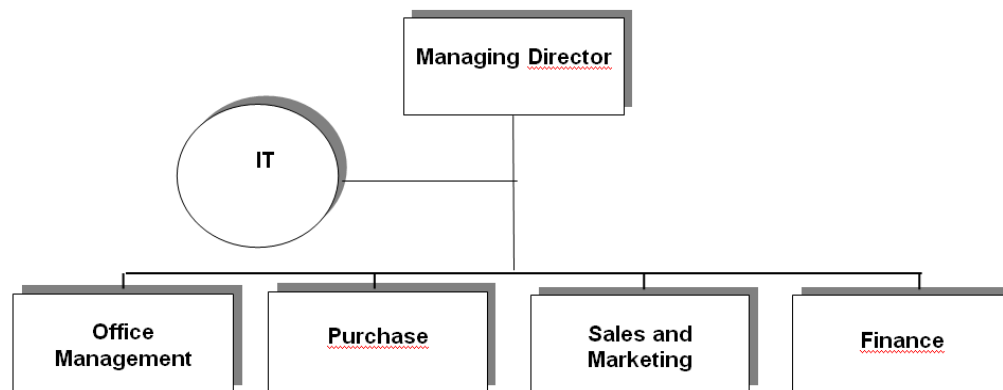 Managing Director
IT
Office
Management
Purchase
Sales and
Marketing
Finance